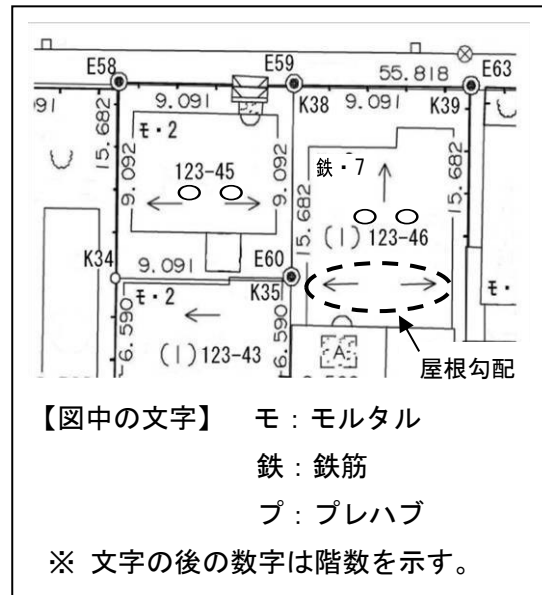 E58
E59
E63
55.818
9.091
K38
9.091
K39
91
モ・2
15.682
9.092
123-45
9.092
鉄・7
15.682
15.682
(1)123-46
K34
9.091
E60
K35
モ・2
モ・
6.590
(1)123-43
6.590
A
屋根勾配
【図中の文字】 モ：モルタル
鉄：鉄筋
プ：プレハブ
※ 文字の後の数字は階数を示す。